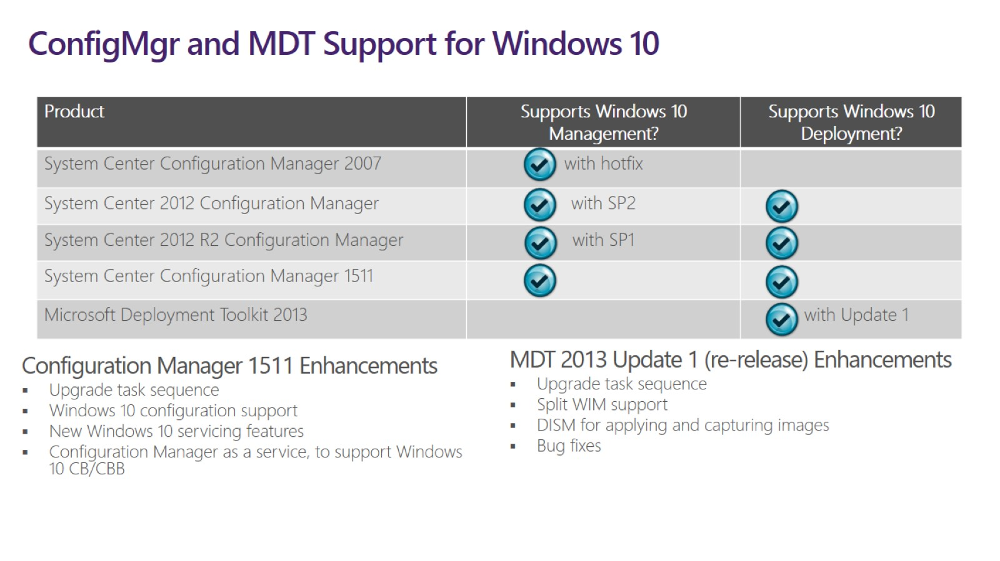 ConfigMgr and MDT Support for Windows 10
Product
Supports Windows 10
Management?
Supports Windows 10
Deployment?
System Center Configuration Manager 2007
with hotfix
System Center 2012 Configuration Manager
with SP2
System Center 2012 R2 Configuration Manager
with SP1
System Center Configuration Manager 1511
Microsoft Deployment Toolkit 2013
with Update 1
Configuration Manager 1511 Enhancements
▪ Upgrade task sequence
▪ Windows 10 configuration support
▪ New Windows 10 servicing features
▪ Configuration Manager as a service, to support Windows
10 CB/CBB
MDT 2013 Update 1 (re-release) Enhancements
▪ Upgrade task sequence
▪ Split WIM support
▪ DISM for applying and capturing images
▪ Bug fixes